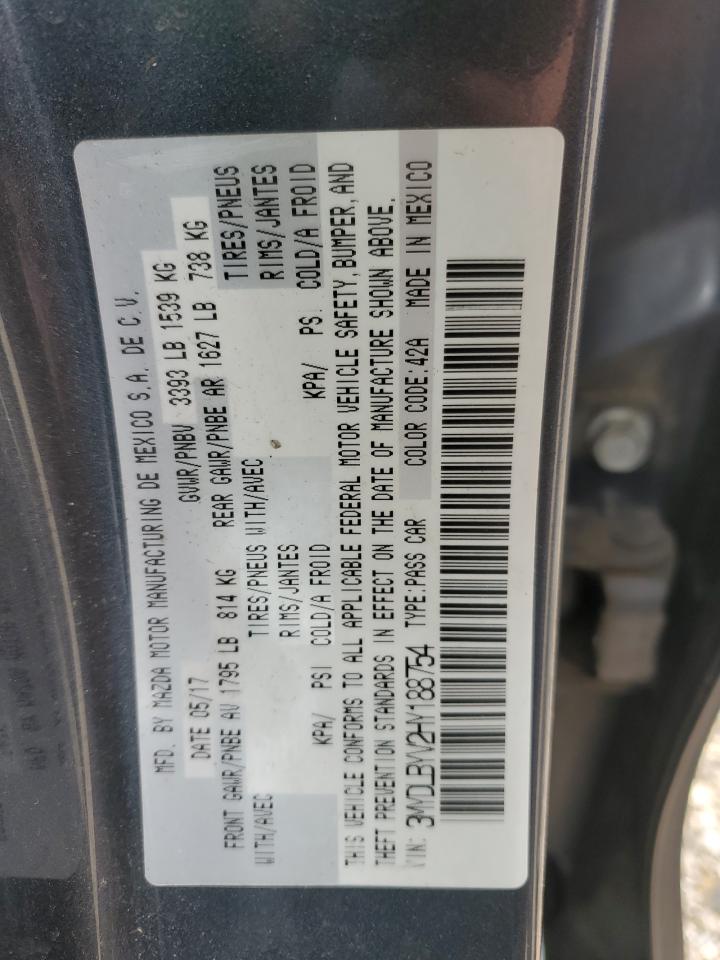 MFD. BY MAZDA MOTOR MANUFACTURING DE MEXICO S.A. DE C.V.
DATE 05/17 GVWR/PNBV 3393 LB 1539 KG
FRONT GAWR/PNBE AV 1795 LB 814 KG REAR GAWR/PNBE AR 1627 LB 738 KG
WITH/AVEC TIRES/PNEUS WITH/AVEC TIRES/PNEUS
RIMS/JANTES RIMS/JANTES
KPA/ PSI COLD/A FROID KPA/ PS. COLD/A FROID
THIS VEHICLE CONFORMS TO ALL APPLICABLE FEDERAL MOTOR VEHICLE SAFETY, BUMPER, AND
THEFT PREVENTION STANDARDS IN EFFECT ON THE DATE OF MANUFACTURE SHOWN ABOVE.
VIN: 3MYDLBYV2HY188754 TYPE:PASS CAR COLOR CODE:42A MADE IN MEXICO